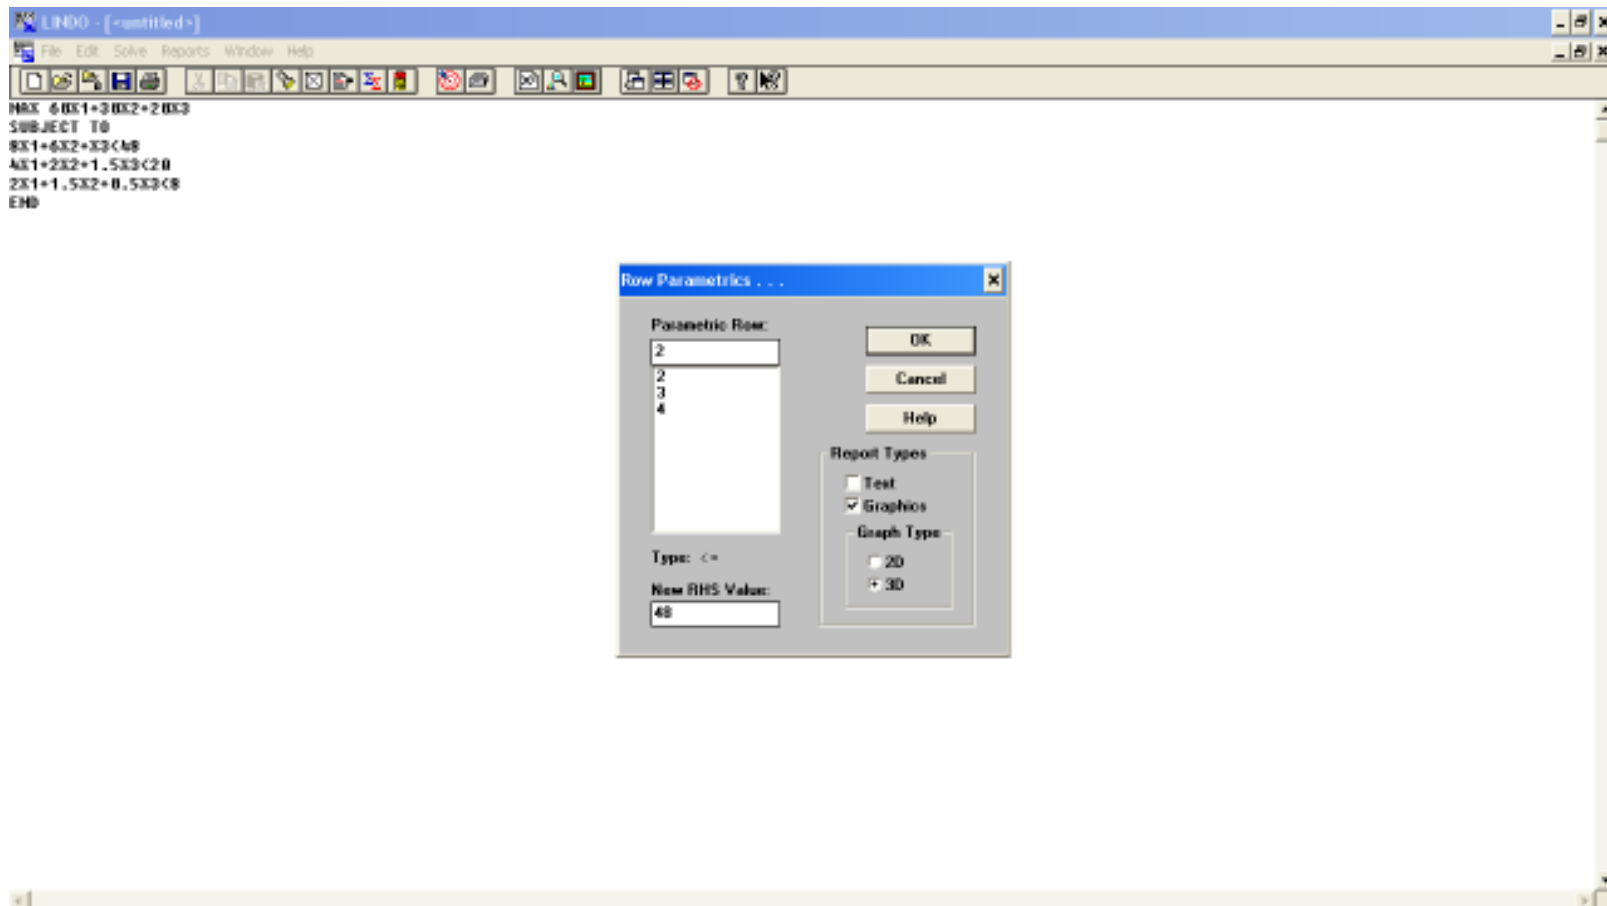 LINDO - [<untitled>]
File Edit Solve Reports Window Help
MAX 60X1+30X2+20X3
SUBJECT TO
8X1+6X2+X3<48
4X1+2X2+1.5X3<20
2X1+1.5X2+0.5X3<8
END
Row Parametrics . . .
Parametric Row:
2
2
3
4
Type: <=
New RHS Value:
48
OK
Cancel
Help
Report Types
Text
Graphics
Graph Type
2D
3D